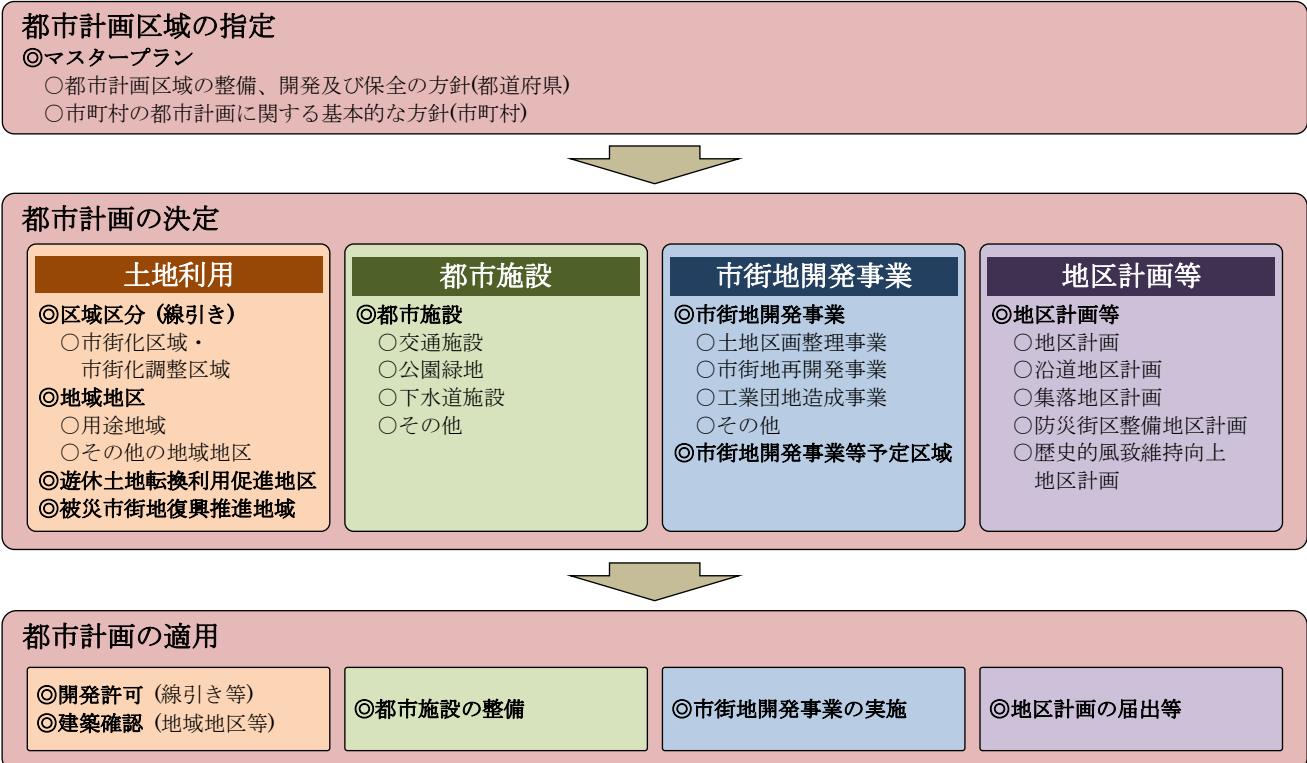 都市計画区域の指定
◎マスタープラン
○都市計画区域の整備、開発及び保全の方針(都道府県)
○市町村の都市計画に関する基本的な方針(市町村)
都市計画の決定
土地利用
◎区域区分 (線引き)
○市街化区域・
市街化調整区域
◎地域地区
○用途地域
○その他の地域地区
◎遊休土地転換利用促進地区
◎被災市街地復興推進地域
都市施設
◎都市施設
○交通施設
○公園緑地
○下水道施設
○その他
市街地開発事業
◎市街地開発事業
○土地区画整理事業
○市街地再開発事業
○工業団地造成事業
○その他
◎市街地開発事業等予定区域
地区計画等
◎地区計画等
○地区計画
○沿道地区計画
○集落地区計画
○防災街区整備地区計画
○歴史的風致維持向上
地区計画
都市計画の適用
◎開発許可 (線引き等)
◎建築確認 (地域地区等)
◎都市施設の整備
◎市街地開発事業の実施
◎地区計画の届出等